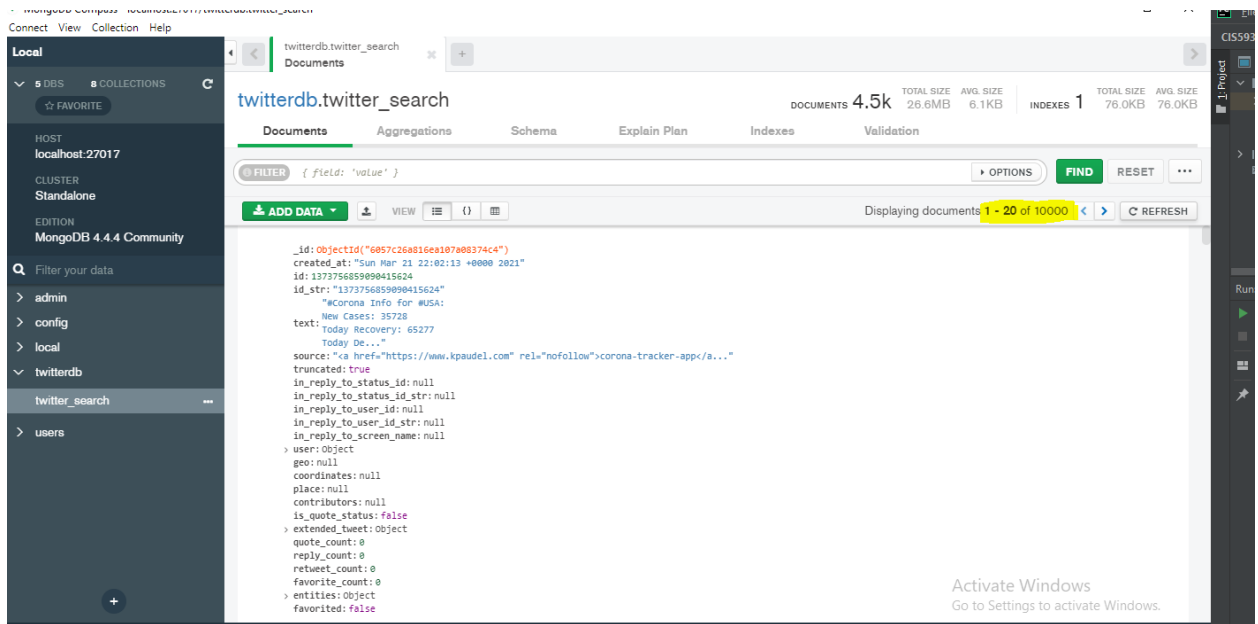 MongoDB Compass - localhost:27017/twitterdb.twitter_search
Connect View Collection Help
CIS593
Local
twitterdb.twitter_search
Documents
5 DBS 8 COLLECTIONS
FAVORITE
twitterdb.twitter_search
DOCUMENTS 4.5k TOTAL SIZE 26.6MB AVG. SIZE 6.1KB INDEXES 1 TOTAL SIZE 76.0KB AVG. SIZE 76.0KB
1: Project
Documents Aggregations Schema Explain Plan Indexes Validation
HOST
localhost:27017
CLUSTER
Standalone
EDITION
MongoDB 4.4.4 Community
FILTER { field: 'value' } OPTIONS FIND RESET ...
ADD DATA VIEW {} Displaying documents 1 - 20 of 10000 < > REFRESH
Filter your data
admin
config
local
twitterdb
twitter_search ...
users
_id: ObjectId("6057c26a816ea107a08374c4")
created_at: "Sun Mar 21 22:02:13 +0000 2021"
id: 1373756859090415624
id_str: "1373756859090415624"
"#Corona Info for #USA:
New Cases: 35728
text:
Today Recovery: 65277
Today De..."
source: "<a href="https://www.kpaudel.com" rel="nofollow">corona-tracker-app</a..."
truncated: true
in_reply_to_status_id: null
in_reply_to_status_id_str: null
in_reply_to_user_id: null
in_reply_to_user_id_str: null
in_reply_to_screen_name: null
> user: Object
geo: null
coordinates: null
place: null
contributors: null
is_quote_status: false
> extended_tweet: Object
quote_count: 0
reply_count: 0
retweet_count: 0
favorite_count: 0
> entities: Object
favorited: false
Run
Activate Windows
Go to Settings to activate Windows.